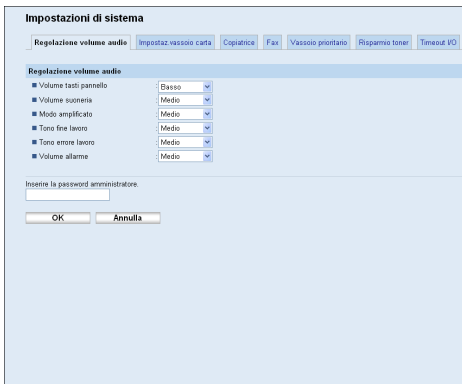 Impostazioni di sistema
Regolazione volume audio Impostaz.vassoio carta Copiatrice Fax Vassoio prioritario Risparmio toner Timeout I/O
Regolazione volume audio
Volume tasti pannello : Basso
Volume suoneria : Medio
Modo amplificato : Medio
Tono fine lavoro : Medio
Tono errore lavoro : Medio
Volume allarme : Medio
Inserire la password amministratore.
OK Annulla